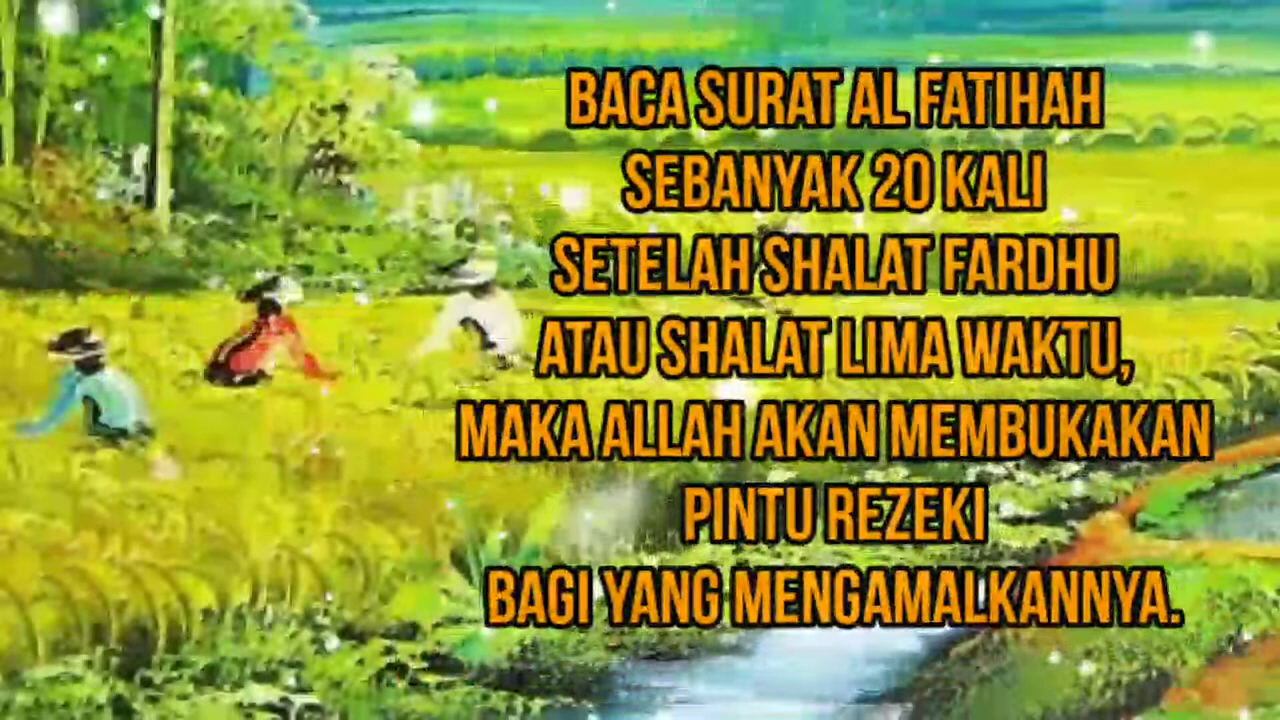 BACA SURAT AL FATIHAH
SEBANYAK 20 KALI
SETELAH SHALAT FARDHU
ATAU SHALAT LIMA WAKTU,
MAKA ALLAH AKAN MEMBUKAKAN
PINTU REZEKI
BAGI YANG MENGAMALKANNYA.